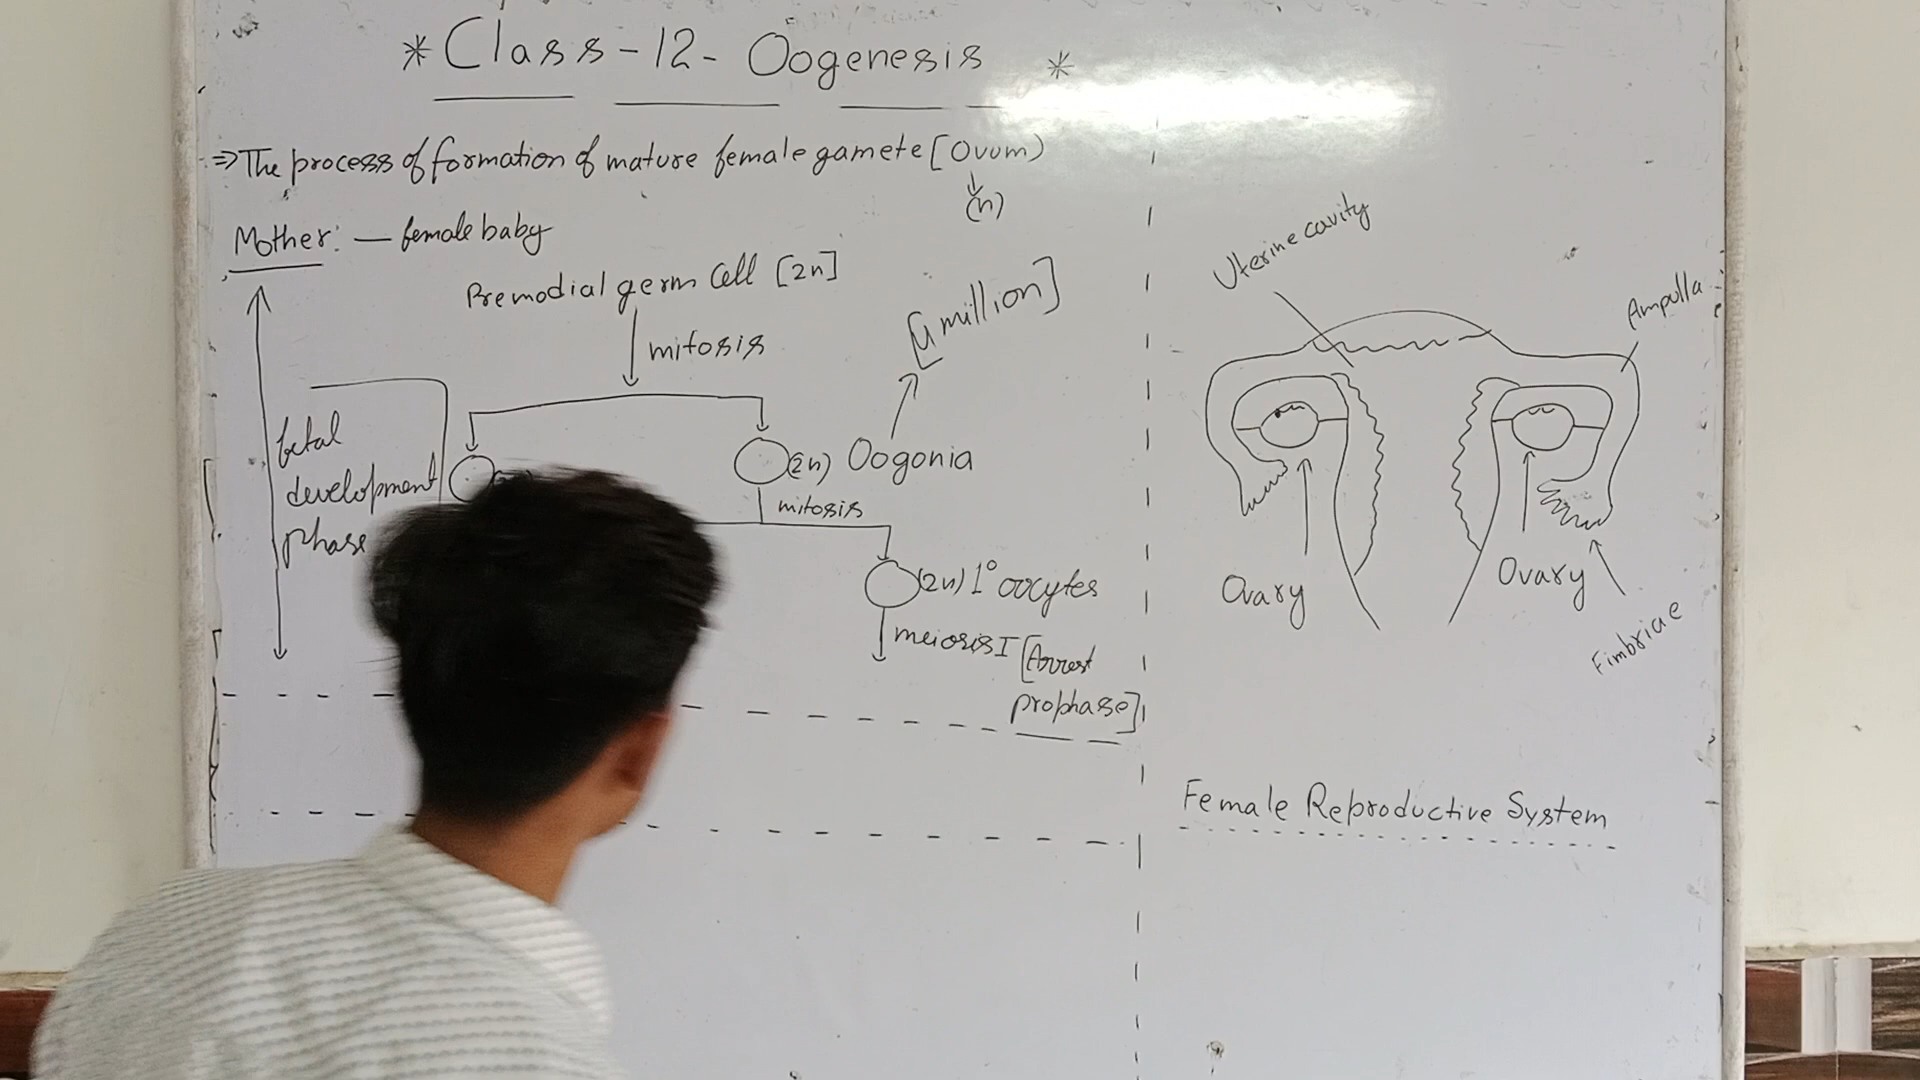 * Class-12- Oogenesis *
⇒ The process of formation of mature female gamete [Ovum)
(n)
Mother: — female baby
Premodial germ Cell [2n]
mitosis
[4 million]
fetal
development
phase
(2n) Oogonia
mitosis
(2n) 1° oocytes
meiosis I [Arrest
prophase]
Uterine cavity
Ampulla
Ovary
Ovary
Fimbriae
Female Reproductive System